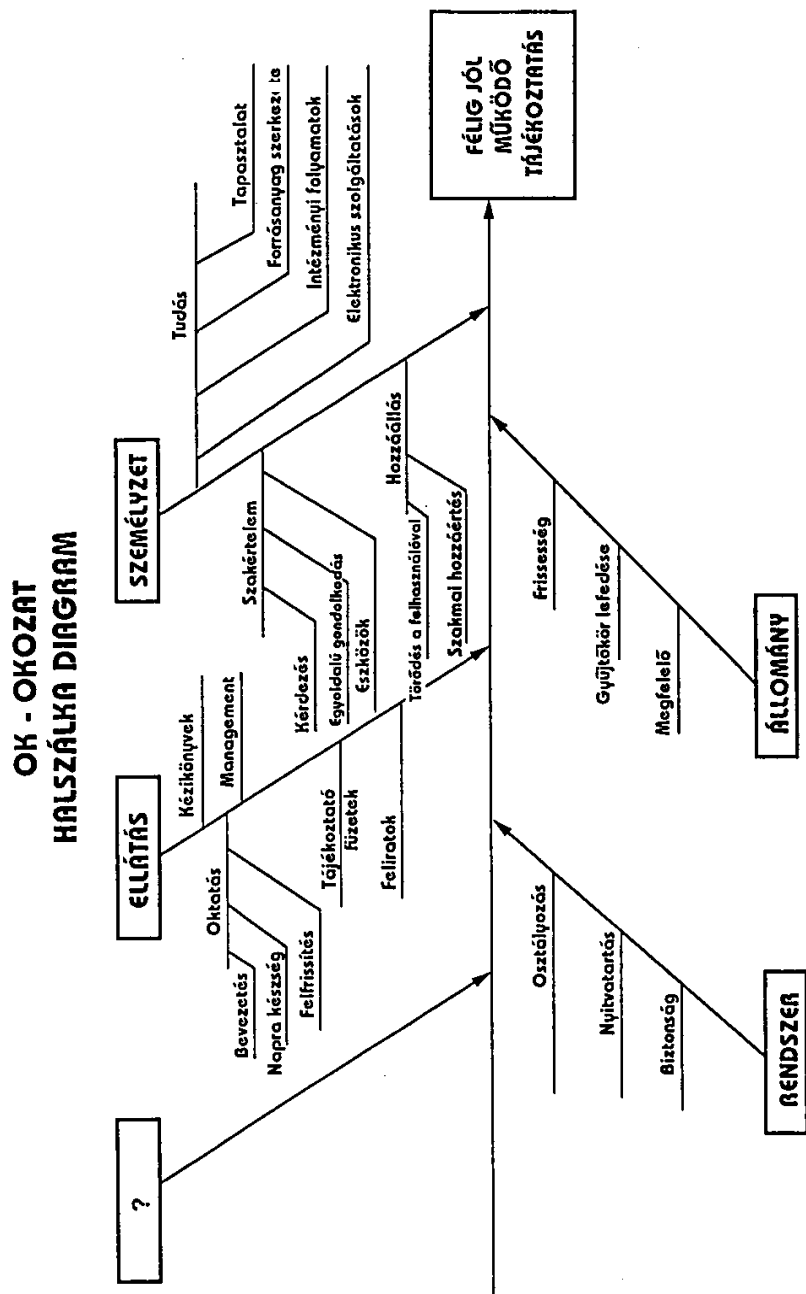 OK - OKOZAT
HALSZÁLKA DIAGRAM
?
ELLÁTÁS
SZEMÉLYZET
Kézikönyvek
Management
Oktatás
Bevezetés
Napra készség
Felfrissítés
Tájékoztató
füzetek
Feliratok
Tudás
Tapasztalat
Forrásanyag szerkezete
Intézményi folyamatok
Elektronikus szolgáltatások
Szakértelem
Kérdezés
Egyoldalú gondolkodás
Eszközök
Hozzáállás
Törődés a felhasználóval
Szakmai hozzáértés
FÉLIG JÓL
MŰKÖDŐ
TÁJÉKOZTATÁS
Osztályozás
Nyitvatartás
Biztonság
RENDSZER
Frissesség
Gyűjtőkör lefedése
Megfelelő
ÁLLOMÁNY